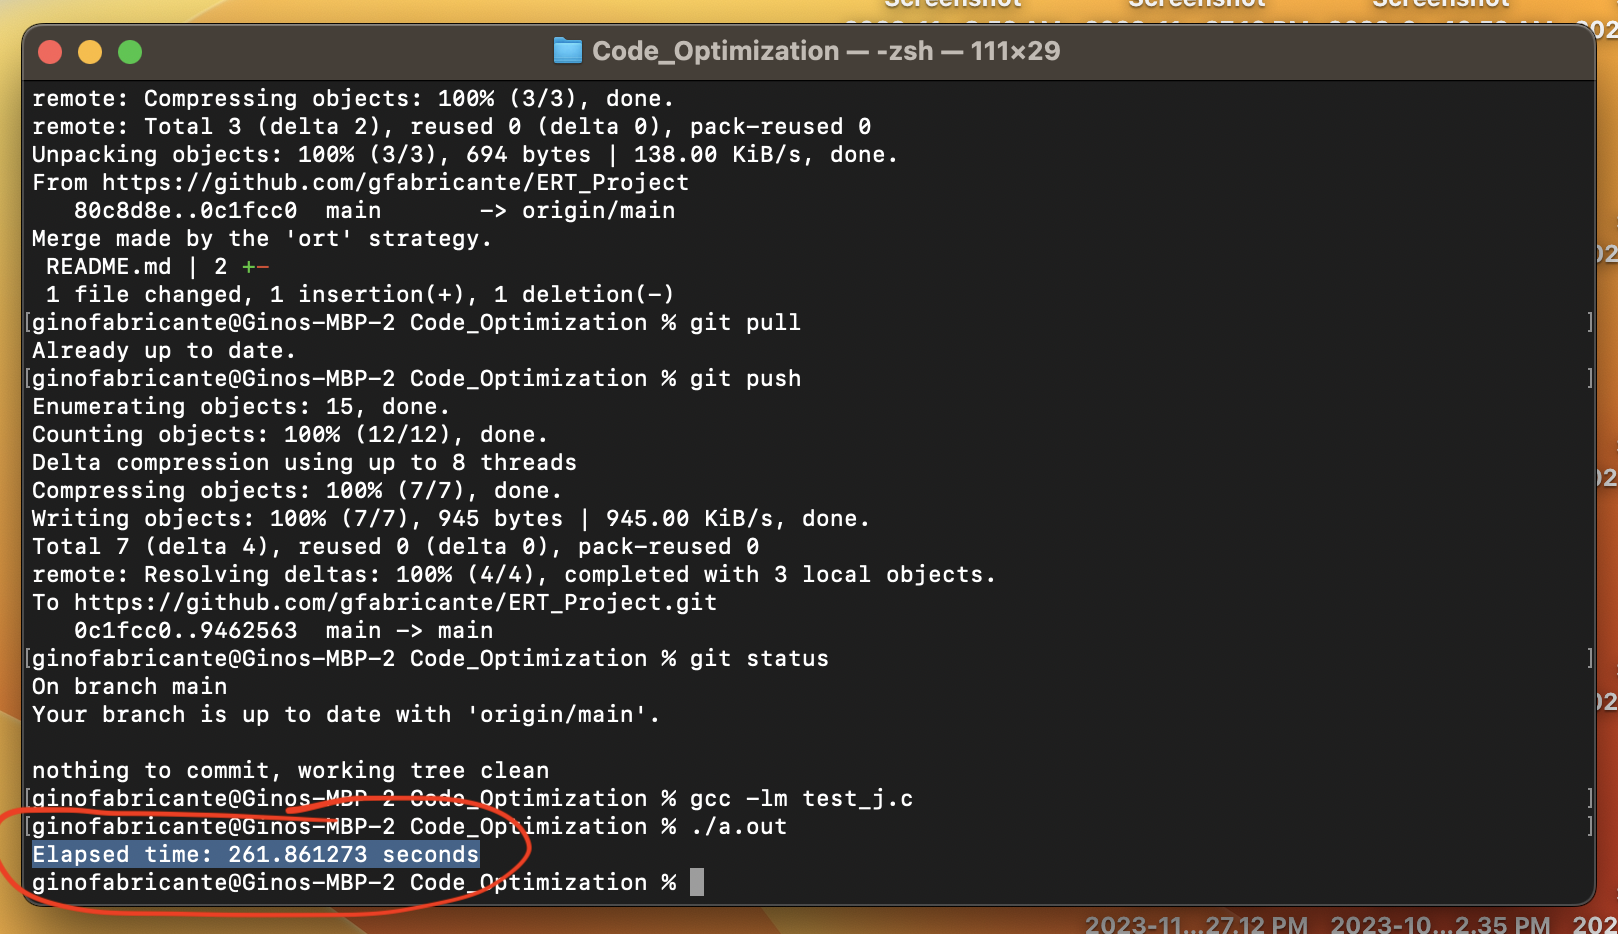 Screenshot Screenshot Screenshot
Code_Optimization — -zsh — 111×29
remote: Compressing objects: 100% (3/3), done.
remote: Total 3 (delta 2), reused 0 (delta 0), pack-reused 0
Unpacking objects: 100% (3/3), 694 bytes | 138.00 KiB/s, done.
From https://github.com/gfabricante/ERT_Project
   80c8d8e..0c1fcc0  main       -> origin/main
Merge made by the 'ort' strategy.
 README.md | 2 +-
 1 file changed, 1 insertion(+), 1 deletion(-)
[ginofabricante@Ginos-MBP-2 Code_Optimization % git pull ]
Already up to date.
[ginofabricante@Ginos-MBP-2 Code_Optimization % git push ]
Enumerating objects: 15, done.
Counting objects: 100% (12/12), done.
Delta compression using up to 8 threads
Compressing objects: 100% (7/7), done.
Writing objects: 100% (7/7), 945 bytes | 945.00 KiB/s, done.
Total 7 (delta 4), reused 0 (delta 0), pack-reused 0
remote: Resolving deltas: 100% (4/4), completed with 3 local objects.
To https://github.com/gfabricante/ERT_Project.git
   0c1fcc0..9462563  main -> main
[ginofabricante@Ginos-MBP-2 Code_Optimization % git status ]
On branch main
Your branch is up to date with 'origin/main'.
nothing to commit, working tree clean
[ginofabricante@Ginos-MBP-2 Code_Optimization % gcc -lm test_j.c ]
[ginofabricante@Ginos-MBP-2 Code_Optimization % ./a.out ]
Elapsed time: 261.861273 seconds
ginofabricante@Ginos-MBP-2 Code_Optimization %
2023-11...27.12 PM 2023-10...2.35 PM 202